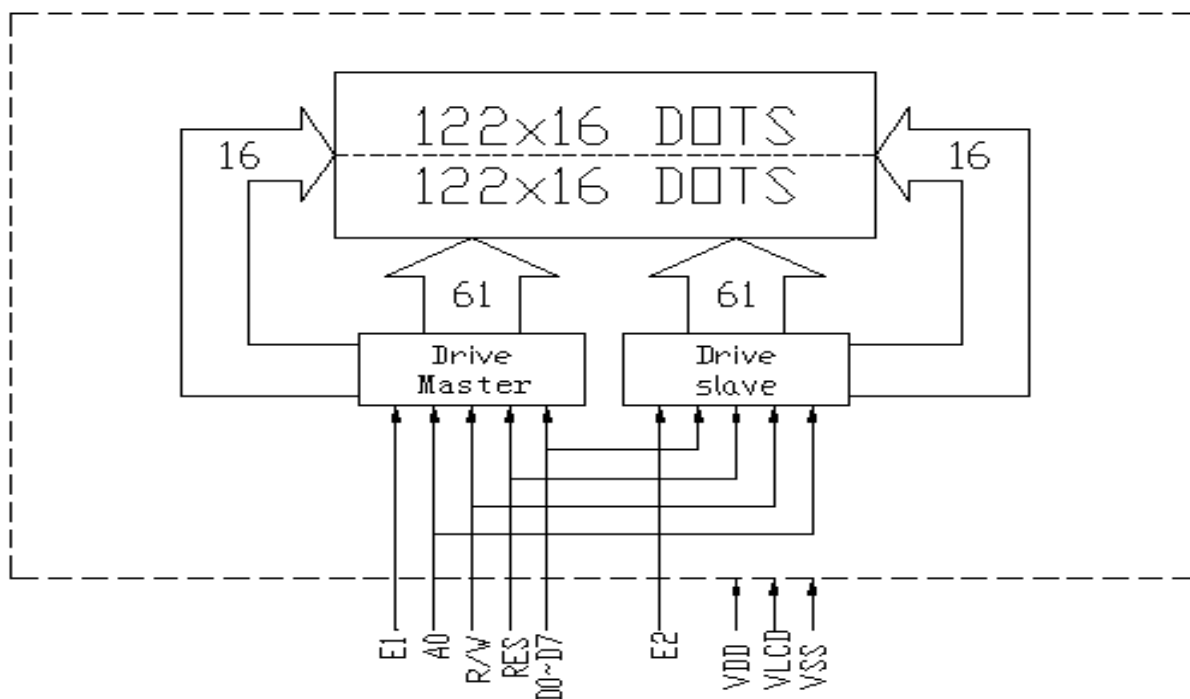 122x16 DOTS
16
16
122x16 DOTS
61
61
Drive
Master
Drive
slave
E1
A0
R/W
RES
D0~D7
E2
VDD
VLCD
VSS